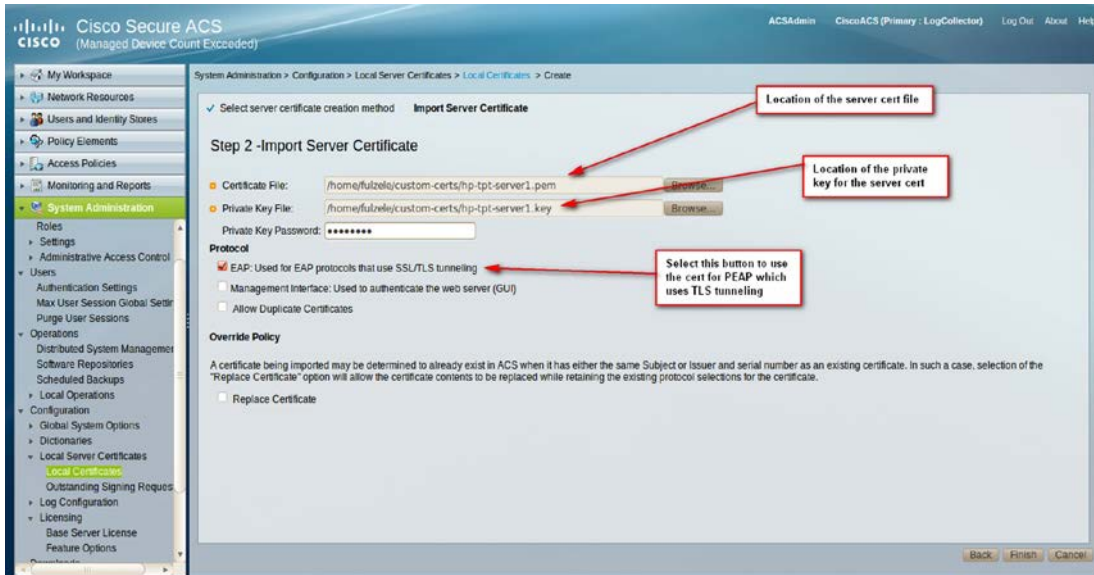 Cisco Secure ACS
CISCO (Managed Device Count Exceeded)
ACSAdmin CiscoACS (Primary : LogCollector) Log Out About Help
My Workspace
Network Resources
Users and Identity Stores
Policy Elements
Access Policies
Monitoring and Reports
System Administration
Roles
Settings
Administrative Access Control
Users
Authentication Settings
Max User Session Global Settin
Purge User Sessions
Operations
Distributed System Managemen
Software Repositories
Scheduled Backups
Local Operations
Configuration
Global System Options
Dictionaries
Local Server Certificates
Local Certificates
Outstanding Signing Reques
Log Configuration
Licensing
Base Server License
Feature Options
System Administration > Configuration > Local Server Certificates > Local Certificates > Create
Select server certificate creation method Import Server Certificate
Step 2 -Import Server Certificate
Certificate File: /home/fulzele/custom-certs/hp-tpt-server1.pem Browse...
Private Key File: /home/fulzele/custom-certs/hp-tpt-server1.key Browse...
Private Key Password: ••••••••
Protocol
EAP: Used for EAP protocols that use SSL/TLS tunneling
Management Interface: Used to authenticate the web server (GUI)
Allow Duplicate Certificates
Override Policy
A certificate being imported may be determined to already exist in ACS when it has either the same Subject or Issuer and serial number as an existing certificate. In such a case, selection of the
"Replace Certificate" option will allow the certificate contents to be replaced while retaining the existing protocol selections for the certificate.
Replace Certificate
Location of the server cert file
Location of the private
key for the server cert
Select this button to use
the cert for PEAP which
uses TLS tunneling
Back Finish Cancel